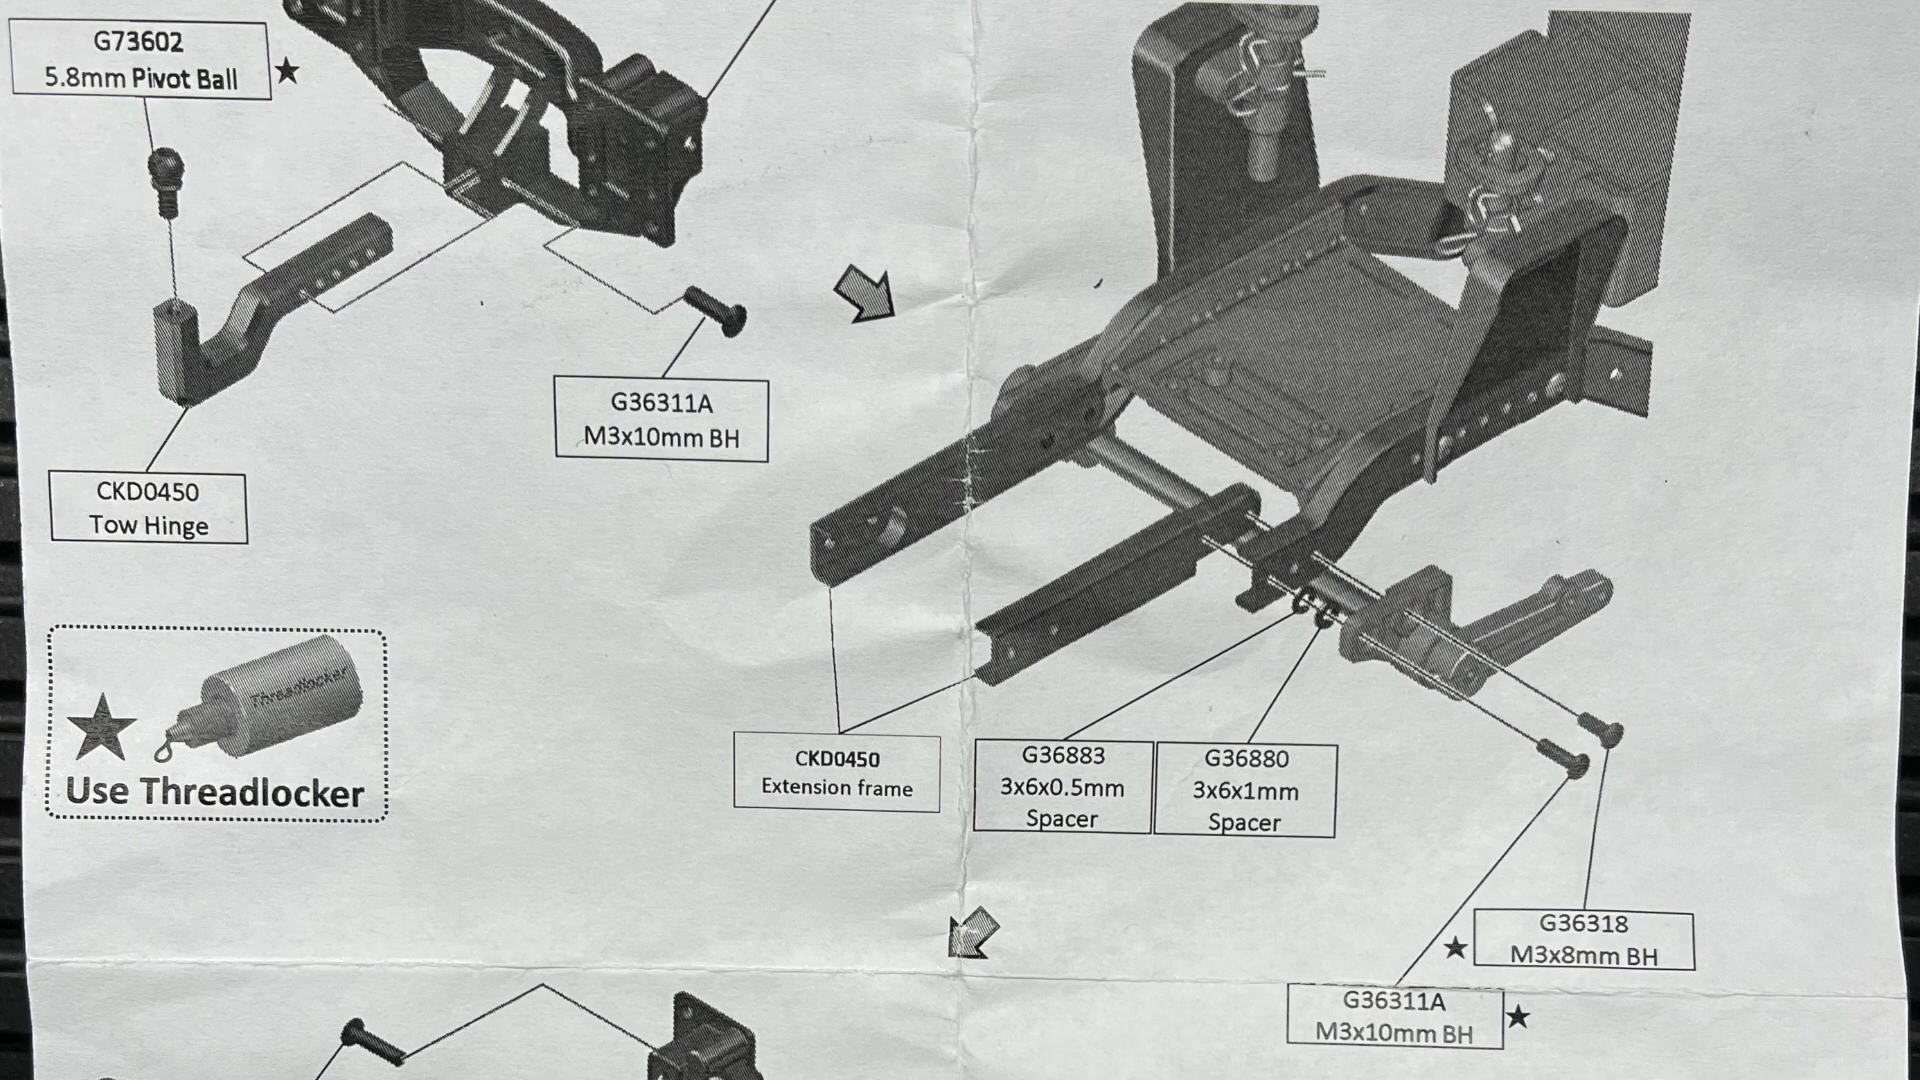 G73602
5.8mm Pivot Ball
G36311A
M3x10mm BH
CKD0450
Tow Hinge
Threadlocker
Use Threadlocker
CKD0450
Extension frame
G36883
3x6x0.5mm
Spacer
G36880
3x6x1mm
Spacer
G36318
M3x8mm BH
G36311A
M3x10mm BH